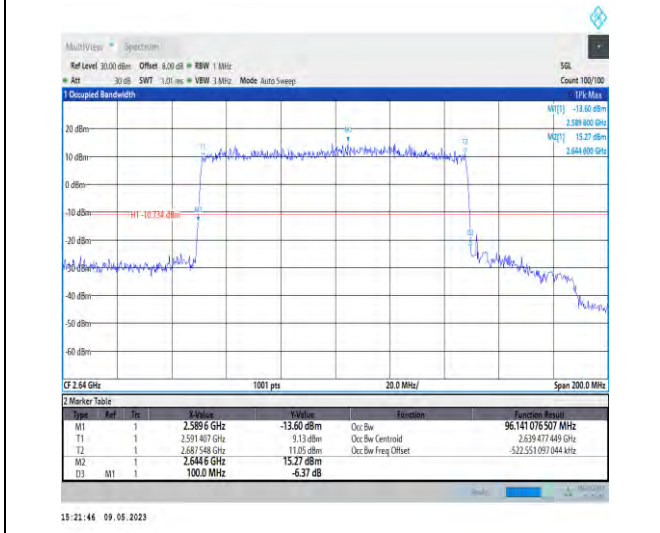 MultiView Spectrum
Ref Level 30.00 dBm Offset 8.00 dB RBW 1 MHz SGL
Att 30 dB SWT 1.01 ms VBW 3 MHz Mode Auto Sweep Count 100/100
1 Occupied Bandwidth 1Pk Max
M1[1] -13.60 dBm
2.589 600 GHz
M2[1] 15.27 dBm
2.644 600 GHz
20 dBm
10 dBm
0 dBm
-10 dBm
H1 -10.734 dBm
-20 dBm
-30 dBm
-40 dBm
-50 dBm
-60 dBm
T1
M2
T2
M1
D3
CF 2.64 GHz 1001 pts 20.0 MHz/ Span 200.0 MHz
2 Marker Table
Type Ref Trc X-Value Y-Value Function Function Result
M1 1 2.589 6 GHz -13.60 dBm Occ Bw 96.141 076 507 MHz
T1 1 2.591 407 GHz 9.13 dBm Occ Bw Centroid 2.639 477 449 GHz
T2 1 2.687 548 GHz 11.05 dBm Occ Bw Freq Offset -522.551 097 044 kHz
M2 1 2.644 6 GHz 15.27 dBm
D3 M1 1 100.0 MHz -6.37 dB
15:21:46 09.05.2023